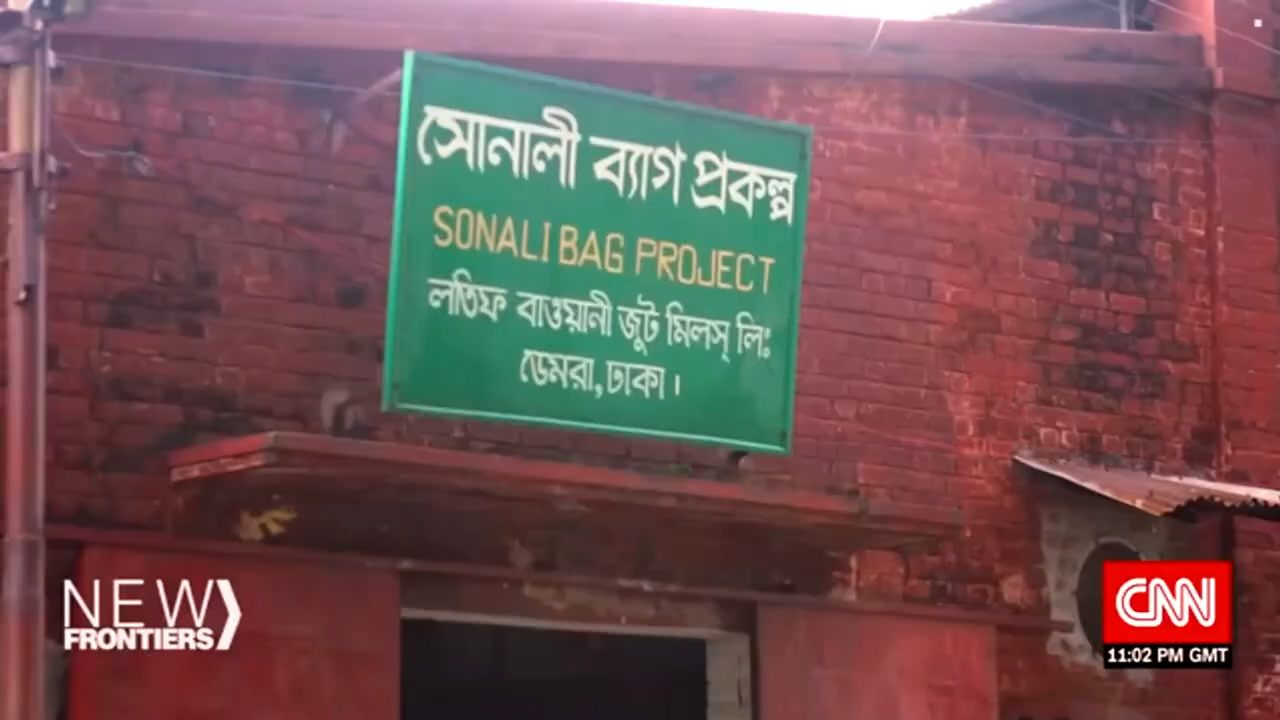 সোনালী ব্যাগ প্রকল্প
SONALI BAG PROJECT
লতিফ বাওয়ানী জুট মিলস্ লিঃ
ডেমরা, ঢাকা।
NEW
FRONTIERS
CNN
11:02 PM GMT